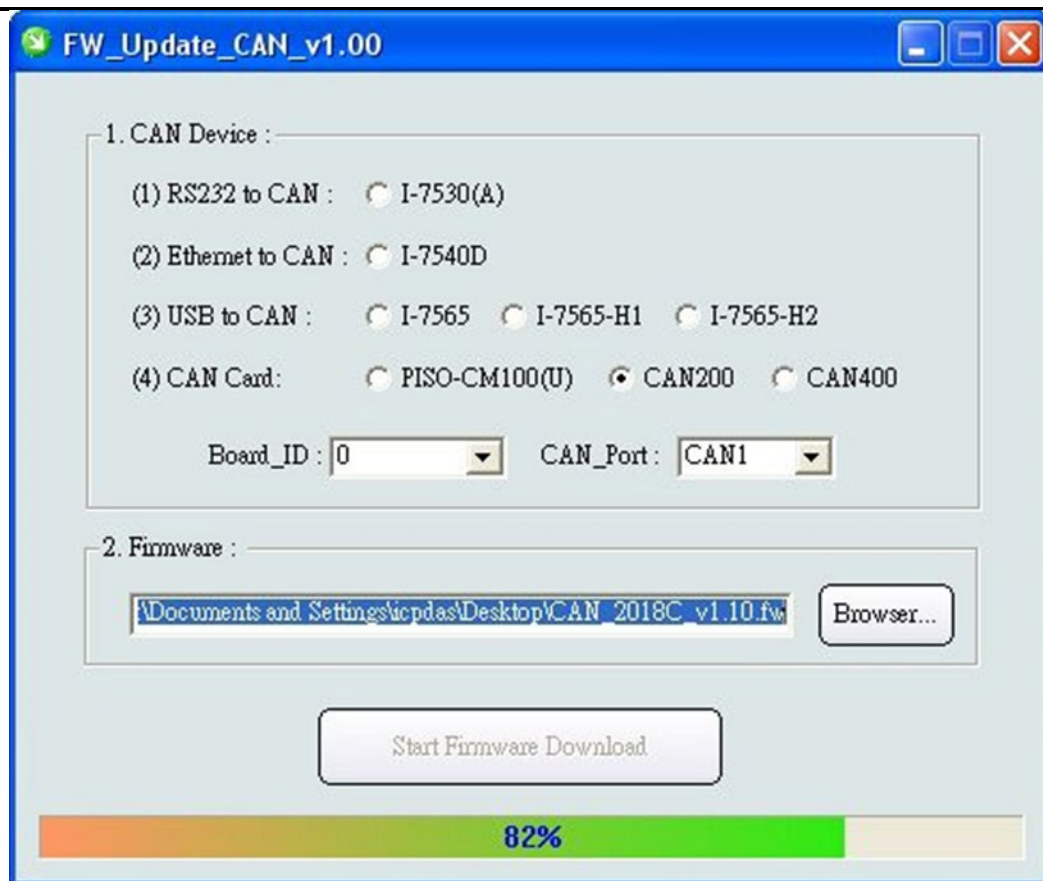 FW_Update_CAN_v1.00
1. CAN Device :
(1) RS232 to CAN : I-7530(A)
(2) Ethernet to CAN : I-7540D
(3) USB to CAN : I-7565 I-7565-H1 I-7565-H2
(4) CAN Card: PISO-CM100(U) CAN200 CAN400
Board_ID : 0 CAN_Port : CAN1
2. Firmware :
:\Documents and Settings\icpdas\Desktop\CAN_2018C_v1.10.fw Browser...
Start Firmware Download
82%